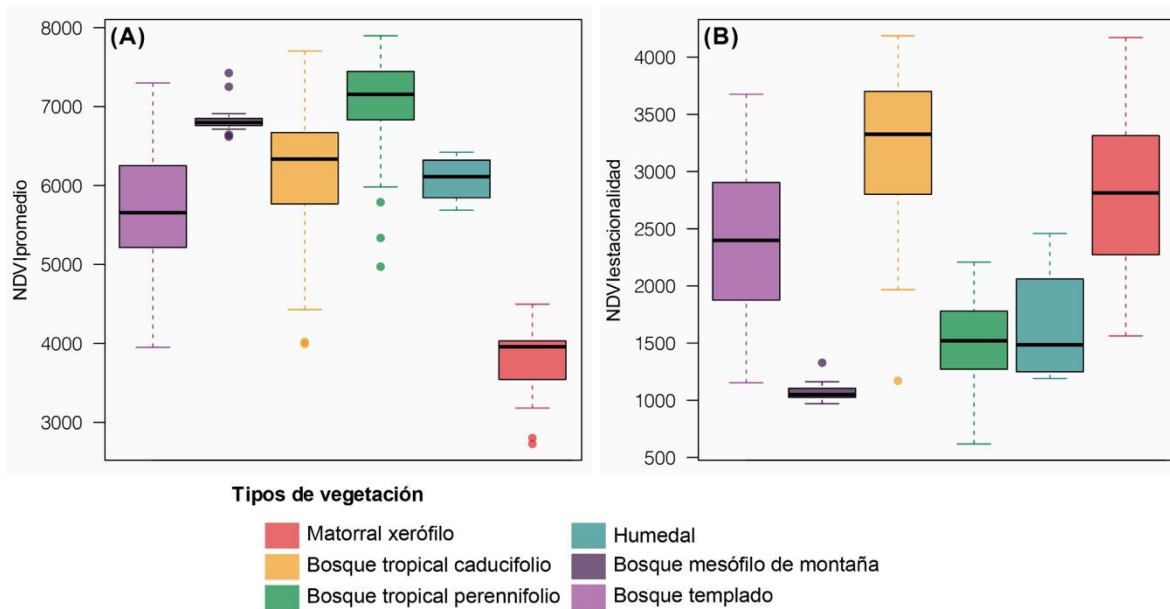 (A)
NDVIpromedio
8000
7000
6000
5000
4000
3000
(B)
NDVIestacionalidad
4000
3500
3000
2500
2000
1500
1000
500
Tipos de vegetación
Matorral xerófilo
Bosque tropical caducifolio
Bosque tropical perennifolio
Humedal
Bosque mesófilo de montaña
Bosque templado